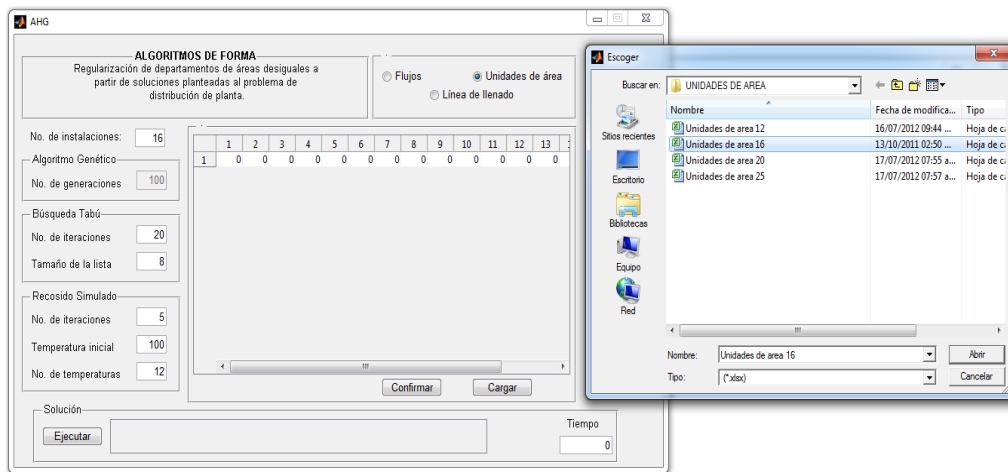 AHG
ALGORITMOS DE FORMA
Regularización de departamentos de áreas desiguales a
partir de soluciones planteadas al problema de
distribución de planta.
Flujos
Unidades de área
Línea de llenado
No. de instalaciones: 16
Algoritmo Genético
No. de generaciones 100
Búsqueda Tabú
No. de iteraciones 20
Tamaño de la lista 8
Recosido Simulado
No. de iteraciones 5
Temperatura inicial 100
No. de temperaturas 12
1 2 3 4 5 6 7 8 9 10 11 12 13
1 0 0 0 0 0 0 0 0 0 0 0 0 0
Confirmar
Cargar
Solución
Ejecutar
Tiempo
0
Escoger
Buscar en: UNIDADES DE AREA
Sitios recientes
Escritorio
Bibliotecas
Equipo
Red
Nombre Fecha de modifica... Tipo
Unidades de area 12 16/07/2012 09:44 ... Hoja de c
Unidades de area 16 13/10/2011 02:50 ... Hoja de c
Unidades de area 20 17/07/2012 07:55 a... Hoja de c
Unidades de area 25 17/07/2012 07:57 a... Hoja de c
Nombre: Unidades de area 16 Abrir
Tipo: (*.xlsx) Cancelar